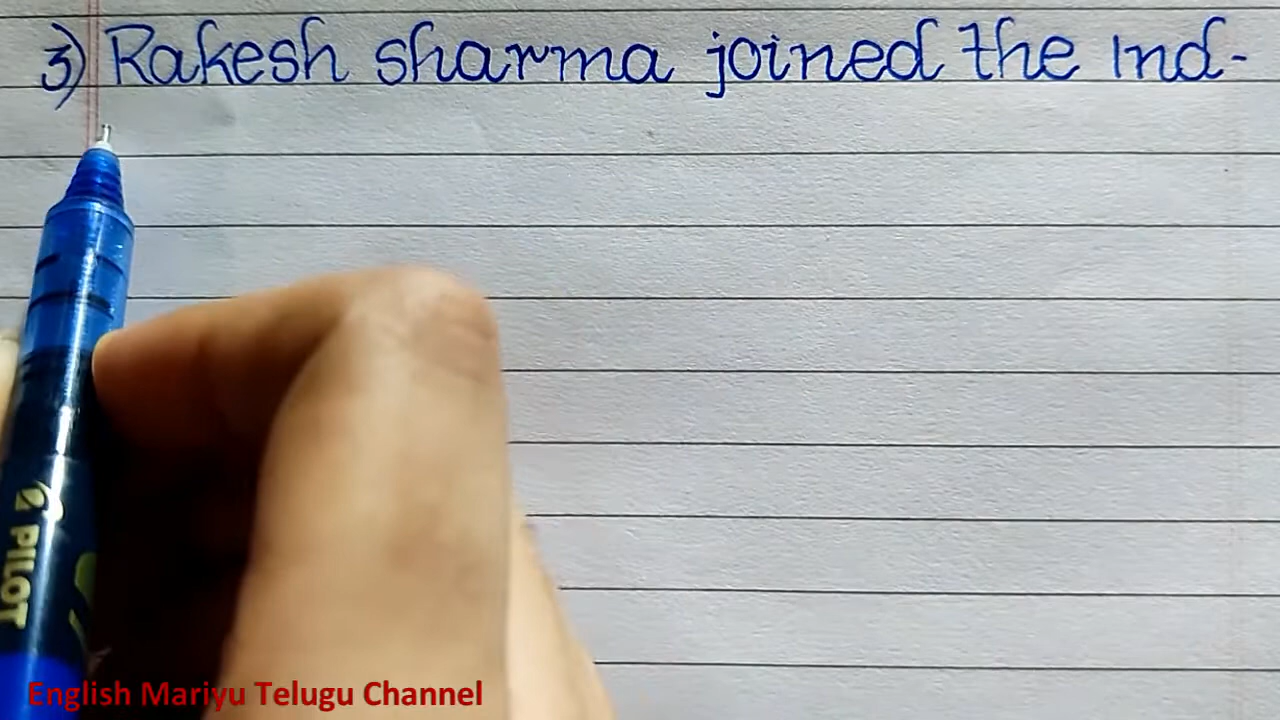 3) Rakesh sharma joined the Ind-
PILOT
English Mariyu Telugu Channel